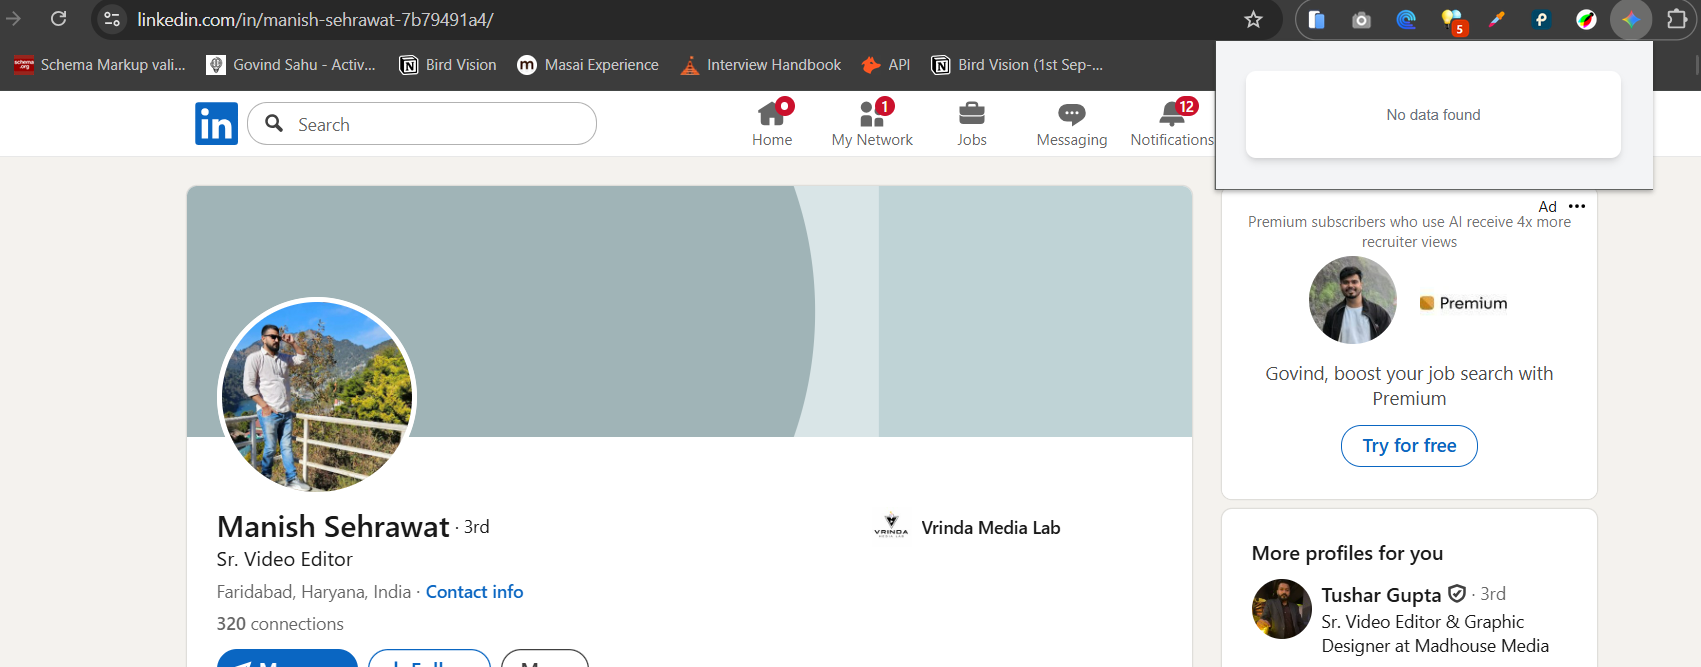 linkedin.com/in/manish-sehrawat-7b79491a4/
5
Schema Markup vali...
Govind Sahu - Activ...
Bird Vision
Masai Experience
Interview Handbook
API
Bird Vision (1st Sep-...
in
Search
Home
1
My Network
Jobs
Messaging
12
Notifications
No data found
Ad
Premium subscribers who use AI receive 4x more
recruiter views
Premium
Govind, boost your job search with
Premium
Try for free
Manish Sehrawat · 3rd
VRINDA
Vrinda Media Lab
Sr. Video Editor
Faridabad, Haryana, India · Contact info
320 connections
More profiles for you
Tushar Gupta · 3rd
Sr. Video Editor & Graphic
Designer at Madhouse Media